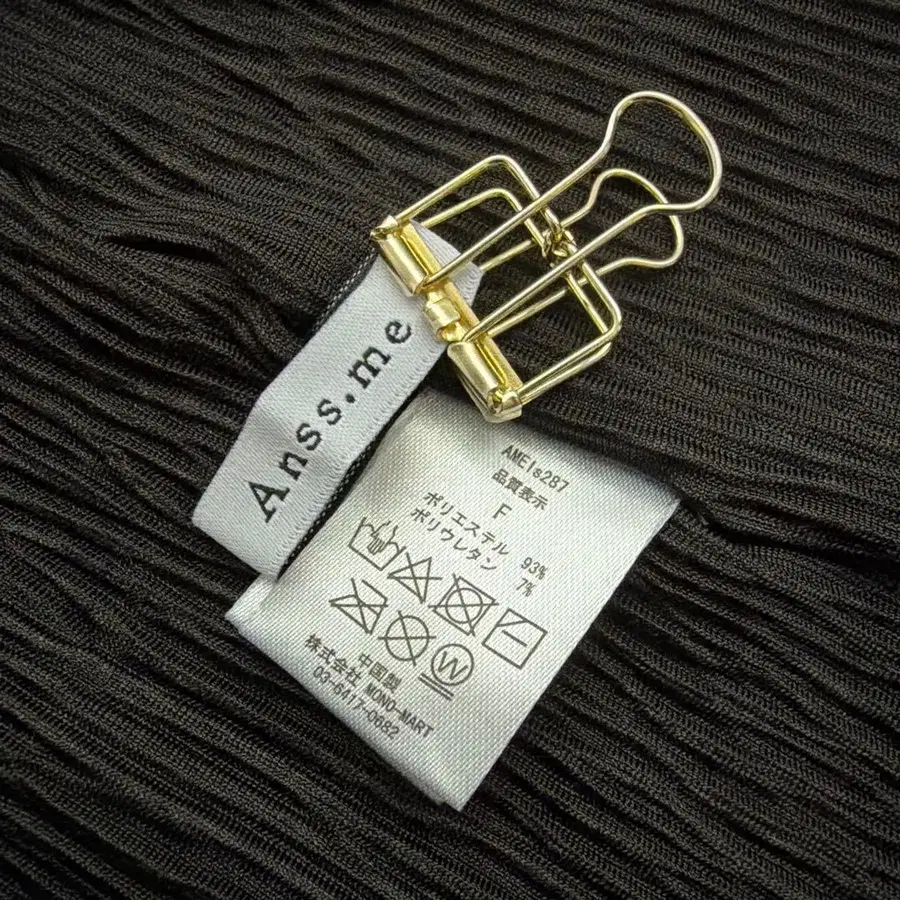 Anss.me
AMEIs287
品質表示
F
ポリエステル 93%
ポリウレタン 7%
W
中国製
株式会社 MONO-MART
03-6417-0682